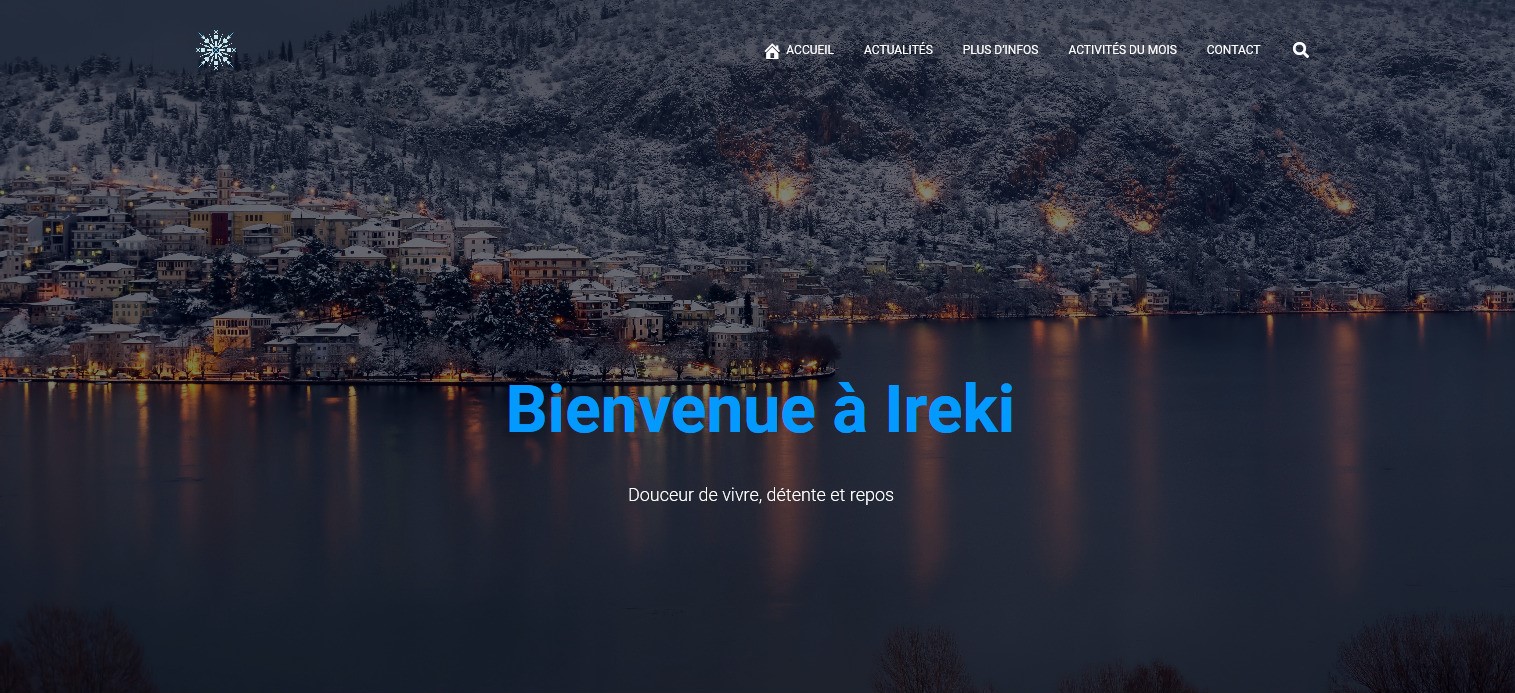 ACCUEIL ACTUALITÉS PLUS D'INFOS ACTIVITÉS DU MOIS CONTACT
Bienvenue à Ireki
Douceur de vivre, détente et repos